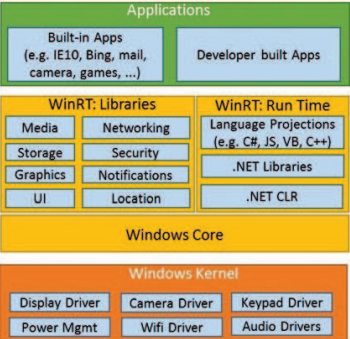 Applications
Built-in Apps
(e.g. IE10, Bing, mail,
camera, games, ...)
Developer built Apps
WinRT: Libraries
Media
Networking
Storage
Security
Graphics
Notifications
UI
Location
WinRT: Run Time
Language Projections
(e.g. C#, JS, VB, C++)
.NET Libraries
.NET CLR
Windows Core
Windows Kernel
Display Driver
Camera Driver
Keypad Driver
Power Mgmt
Wifi Driver
Audio Drivers